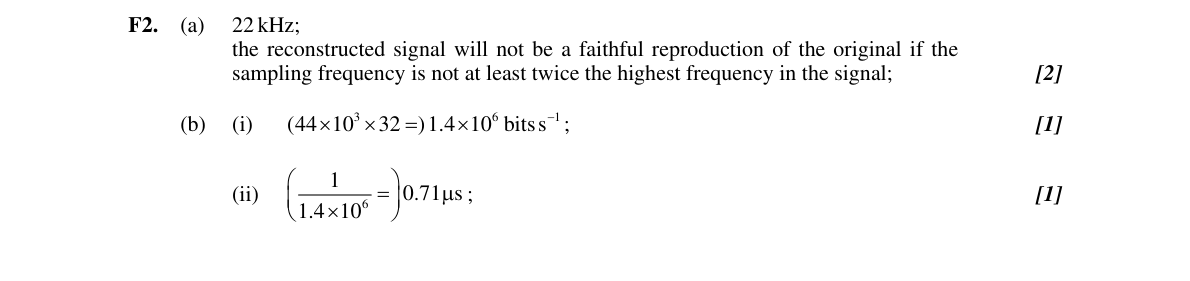 F2. (a) 22 kHz;
the reconstructed signal will not be a faithful reproduction of the original if the
sampling frequency is not at least twice the highest frequency in the signal; [2]
(b) (i) (44×10³ ×32 =) 1.4×10⁶ bits s⁻¹ ; [1]
(ii) (1/(1.4×10⁶) =) 0.71µs ; [1]